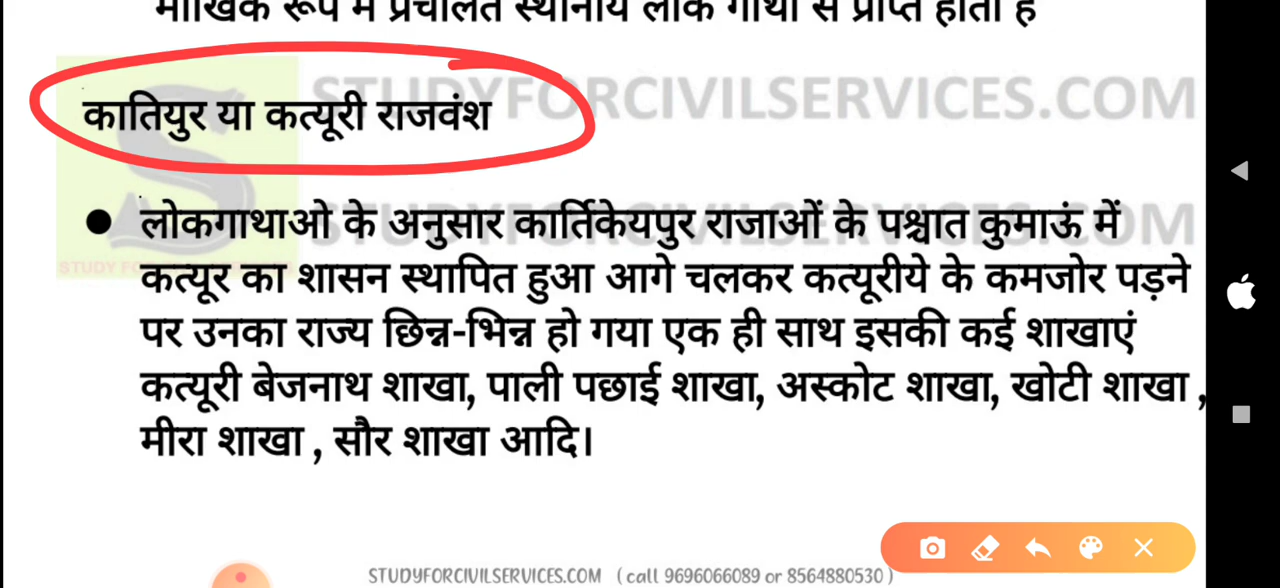 मौखिक रूप में प्रचलित स्थानीय लोक गाथा से प्राप्त होता है
STUDYFORCIVILSERVICES.COM
कातियुर या कत्यूरी राजवंश
लोकगाथाओ के अनुसार कार्तिकेयपुर राजाओं के पश्चात कुमाऊं में
कत्यूर का शासन स्थापित हुआ आगे चलकर कत्यूरीये के कमजोर पड़ने
पर उनका राज्य छिन्न-भिन्न हो गया एक ही साथ इसकी कई शाखाएं
कत्यूरी बेजनाथ शाखा, पाली पछाई शाखा, अस्कोट शाखा, खोटी शाखा ,
मीरा शाखा , सौर शाखा आदि।
STUDYFORCIVILSERVICES.COM ( call 9696066089 or 8564880530 )